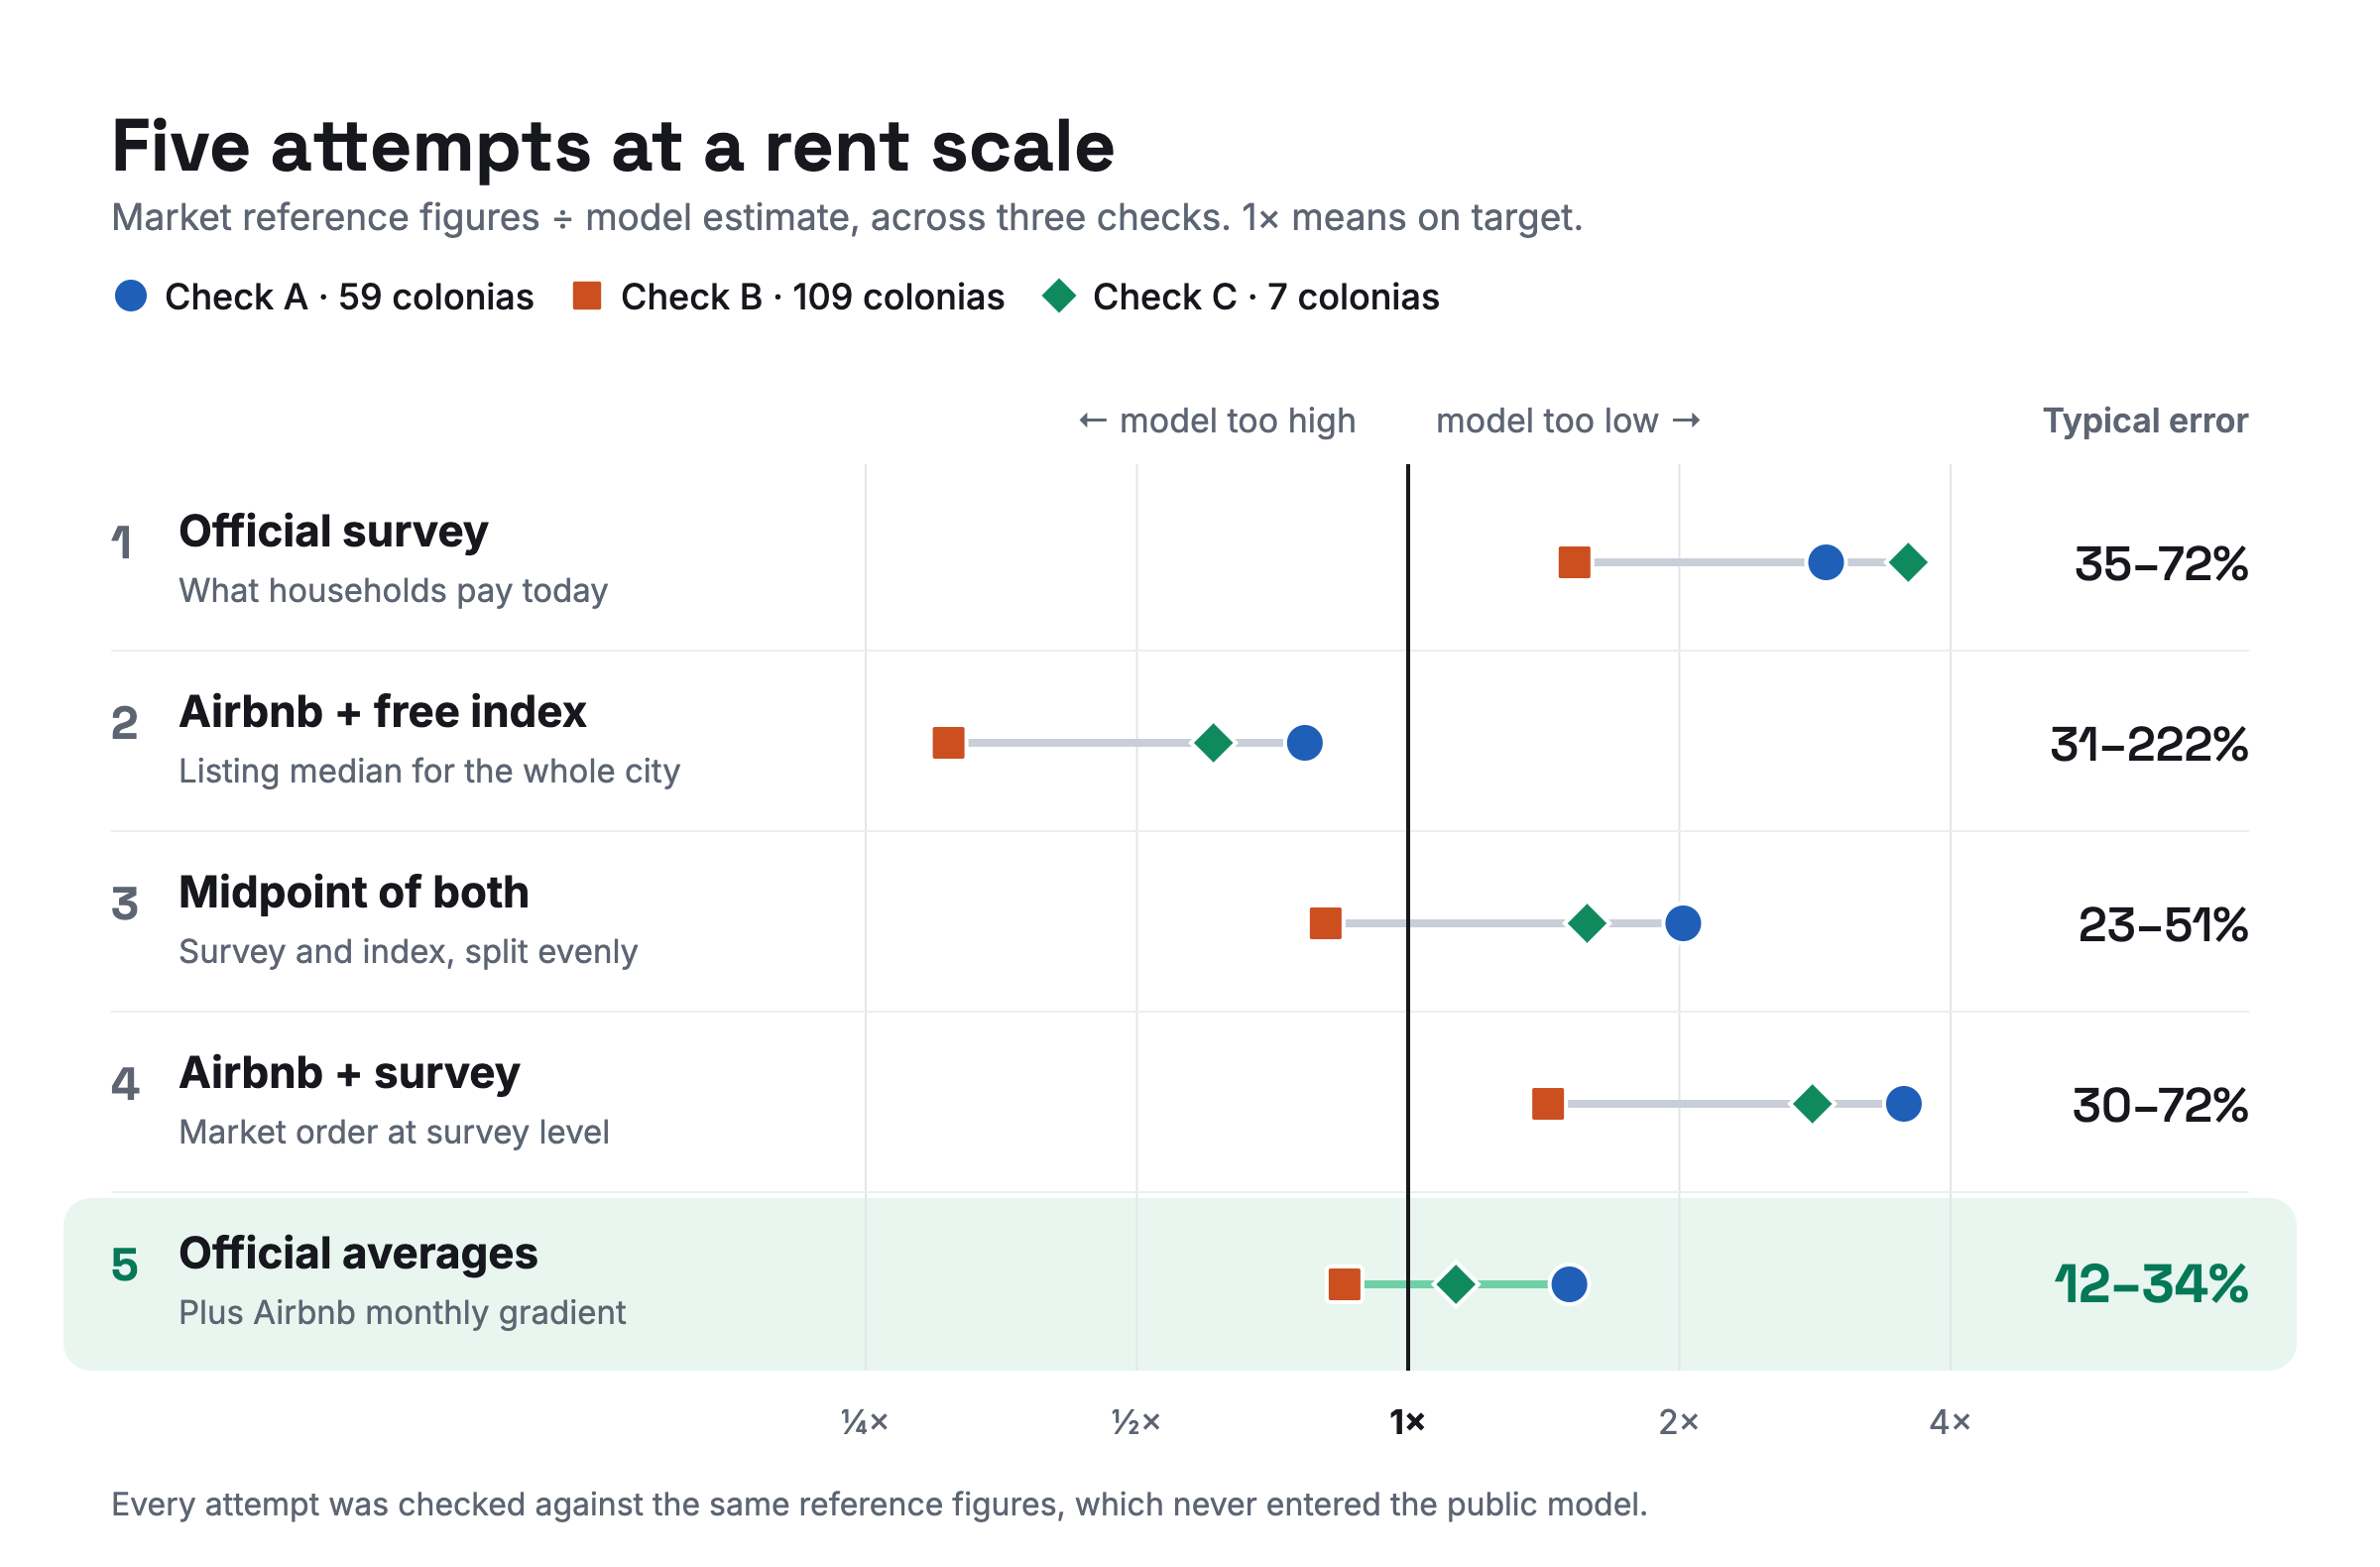 Five attempts at a rent scale
Market reference figures ÷ model estimate, across three checks. 1× means on target.
Check A · 59 colonias Check B · 109 colonias Check C · 7 colonias
← model too high model too low → Typical error
1 Official survey
What households pay today
35–72%
2 Airbnb + free index
Listing median for the whole city
31–222%
3 Midpoint of both
Survey and index, split evenly
23–51%
4 Airbnb + survey
Market order at survey level
30–72%
5 Official averages
Plus Airbnb monthly gradient
12–34%
¼× ½× 1× 2× 4×
Every attempt was checked against the same reference figures, which never entered the public model.